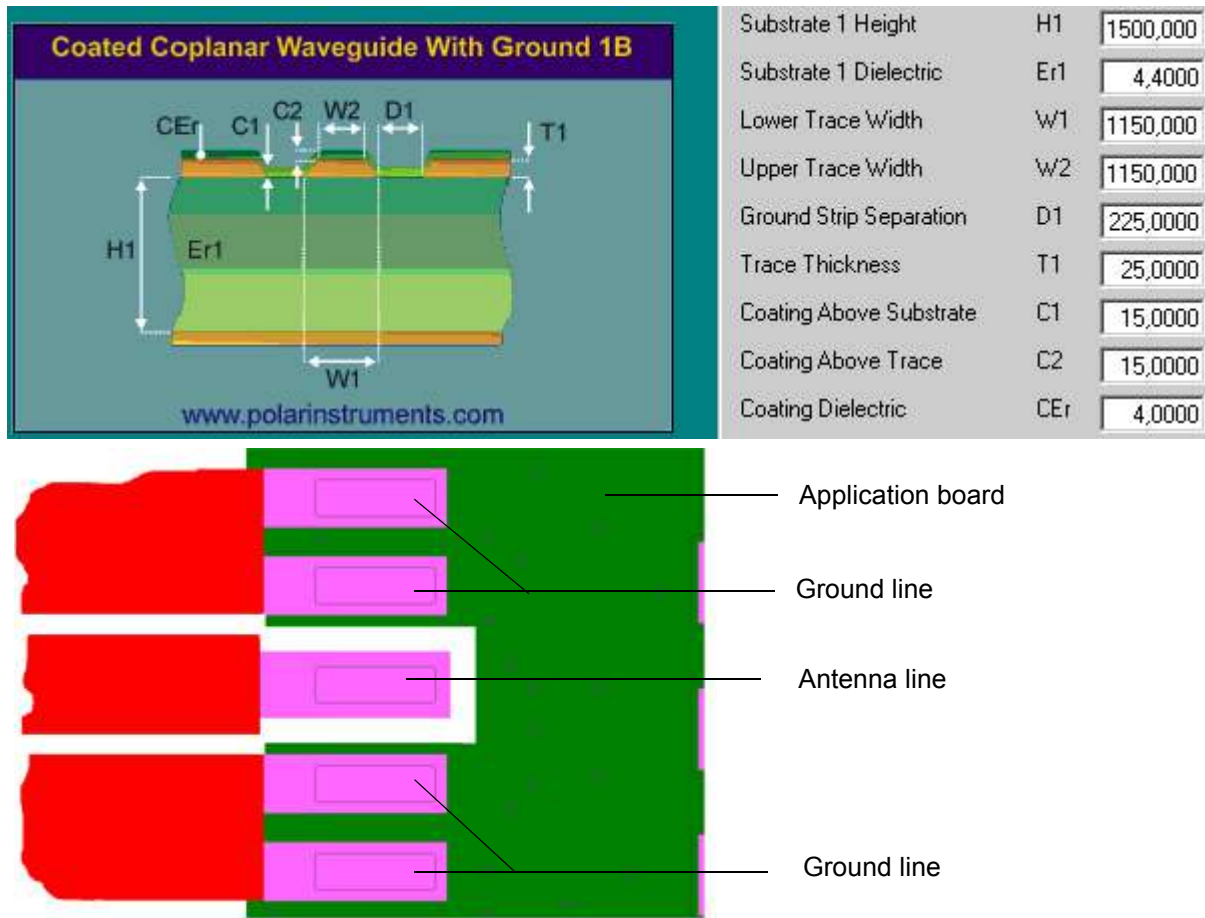 Coated Coplanar Waveguide With Ground 1B
CEr
C1
C2
W2
D1
T1
H1
Er1
W1
www.polarinstruments.com
Substrate 1 Height H1 1500,000
Substrate 1 Dielectric Er1 4,4000
Lower Trace Width W1 1150,000
Upper Trace Width W2 1150,000
Ground Strip Separation D1 225,0000
Trace Thickness T1 25,0000
Coating Above Substrate C1 15,0000
Coating Above Trace C2 15,0000
Coating Dielectric CEr 4,0000
Application board
Ground line
Antenna line
Ground line